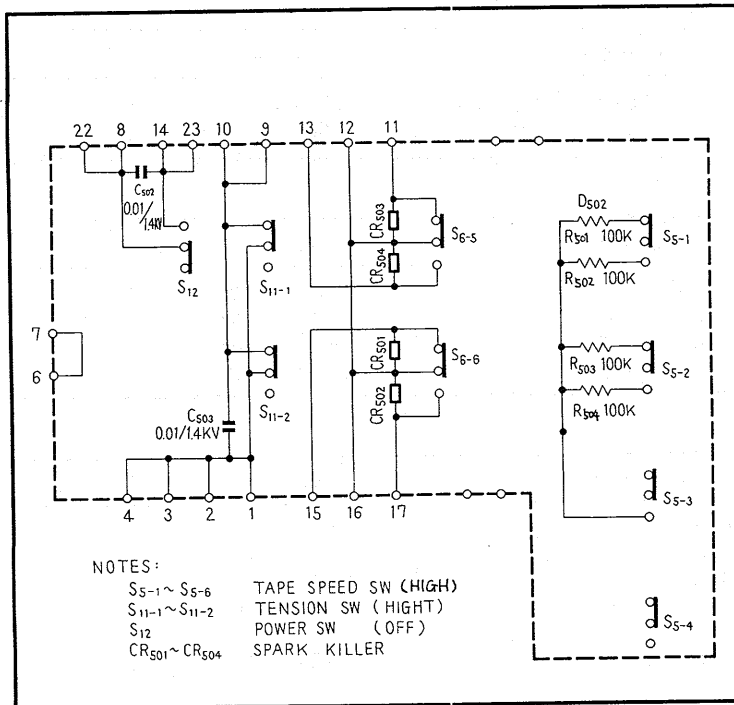 22 8 14 23 10 9 13 12 11
C502
0.01/
1.4KV
S12
S11-1
CR503
CR504
S6-5
D502
R501 100K
S5-1
R502 100K
7
6
CR501
CR502
S6-6
R503 100K
S5-2
R504 100K
C503
0.01/1.4KV
S11-2
S5-3
4 3 2 1 15 16 17
S5-4
NOTES:
S5-1~S5-6 TAPE SPEED SW (HIGH)
S11-1~S11-2 TENSION SW (HIGHT)
S12 POWER SW (OFF)
CR501~CR504 SPARK KILLER